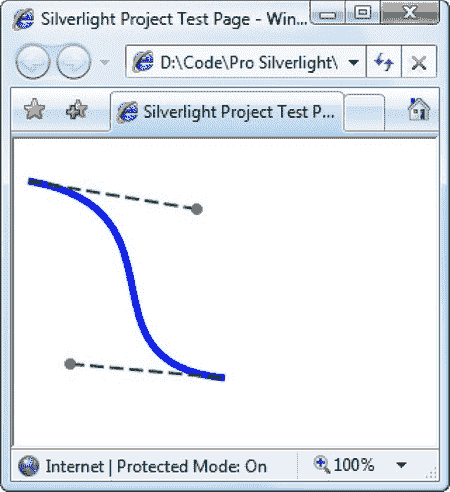 Silverlight Project Test Page - Win...
D:\Code\Pro Silverlight\
Silverlight Project Test P...
Internet | Protected Mode: On
100%